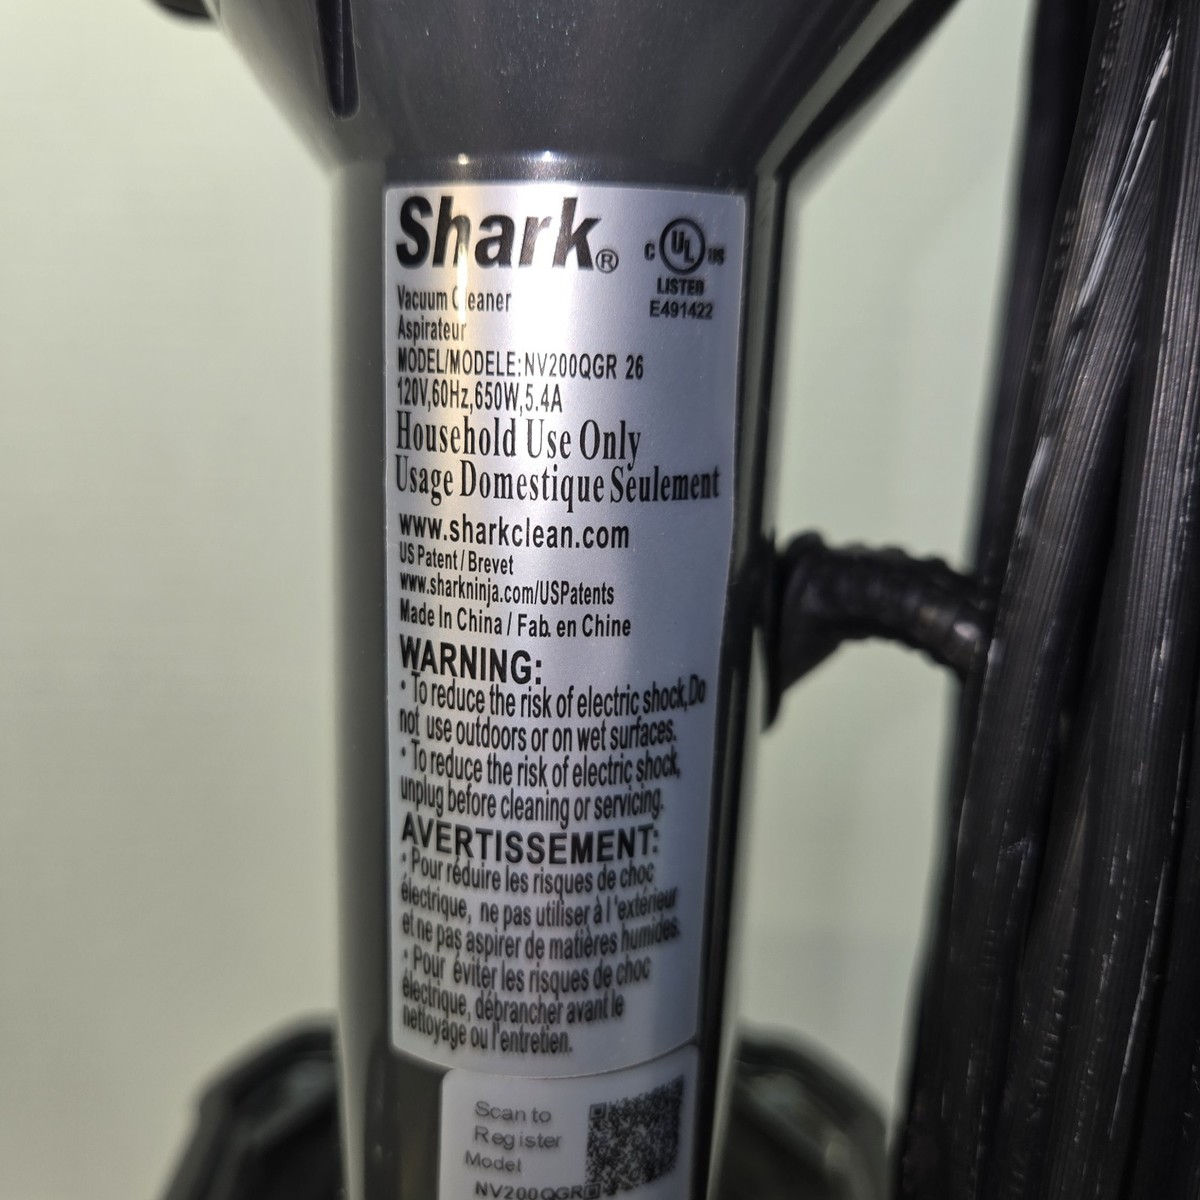 Shark®
C UL US
LISTED
E491422
Vacuum Cleaner
Aspirateur
MODEL/MODELE:NV200QGR 26
120V,60Hz,650W,5.4A
Household Use Only
Usage Domestique Seulement
www.sharkclean.com
US Patent / Brevet
www.sharkninja.com/USPatents
Made In China / Fab. en Chine
WARNING:
• To reduce the risk of electric shock,Do
not use outdoors or on wet surfaces.
• To reduce the risk of electric shock,
unplug before cleaning or servicing.
AVERTISSEMENT:
• Pour réduire les risques de choc
électrique, ne pas utiliser à l'extérieur
et ne pas aspirer de matières humides.
• Pour éviter les risques de choc
électrique, débrancher avant le
nettoyage ou l'entretien.
Scan to
Register
Model
NV200QGR